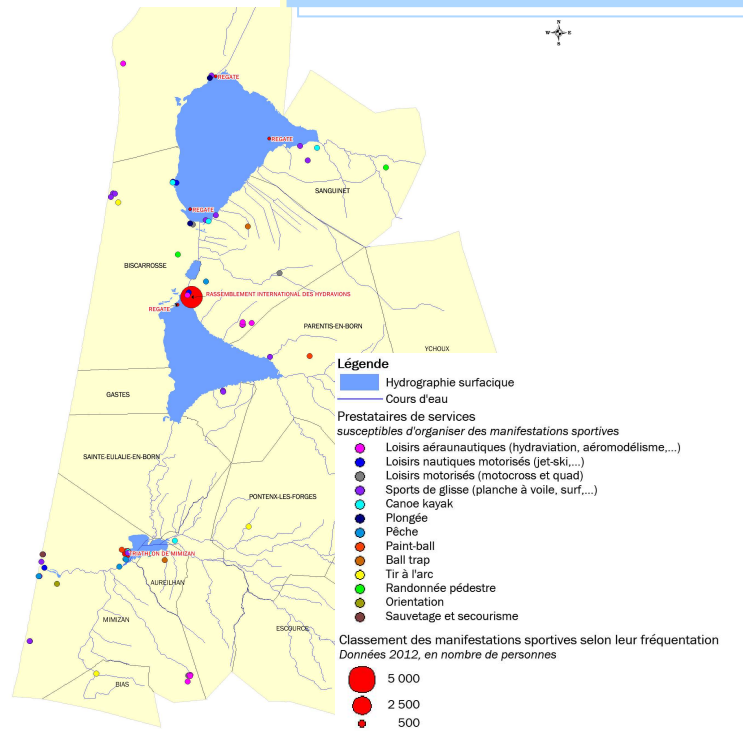 N
W E
S
REGATE
REGATE
SANGUINET
REGATE
BISCARROSSE
RASSEMBLEMENT INTERNATIONAL DES HYDRAVIONS
REGATE
PARENTIS-EN-BORN
YCHOUX
GASTES
SAINTE-EULALIE-EN-BORN
PONTENX-LES-FORGES
TRIATHLON DE MIMIZAN
AUREILHAN
MIMIZAN
ESCOURCE
BIAS
Légende
Hydrographie surfacique
Cours d'eau
Prestataires de services
susceptibles d'organiser des manifestations sportives
Loisirs aéraunautiques (hydraviation, aéromodélisme,...)
Loisirs nautiques motorisés (jet-ski,...)
Loisirs motorisés (motocross et quad)
Sports de glisse (planche à voile, surf,...)
Canoe kayak
Plongée
Pêche
Paint-ball
Ball trap
Tir à l'arc
Randonnée pédestre
Orientation
Sauvetage et secourisme
Classement des manifestations sportives selon leur fréquentation
Données 2012, en nombre de personnes
5 000
2 500
500